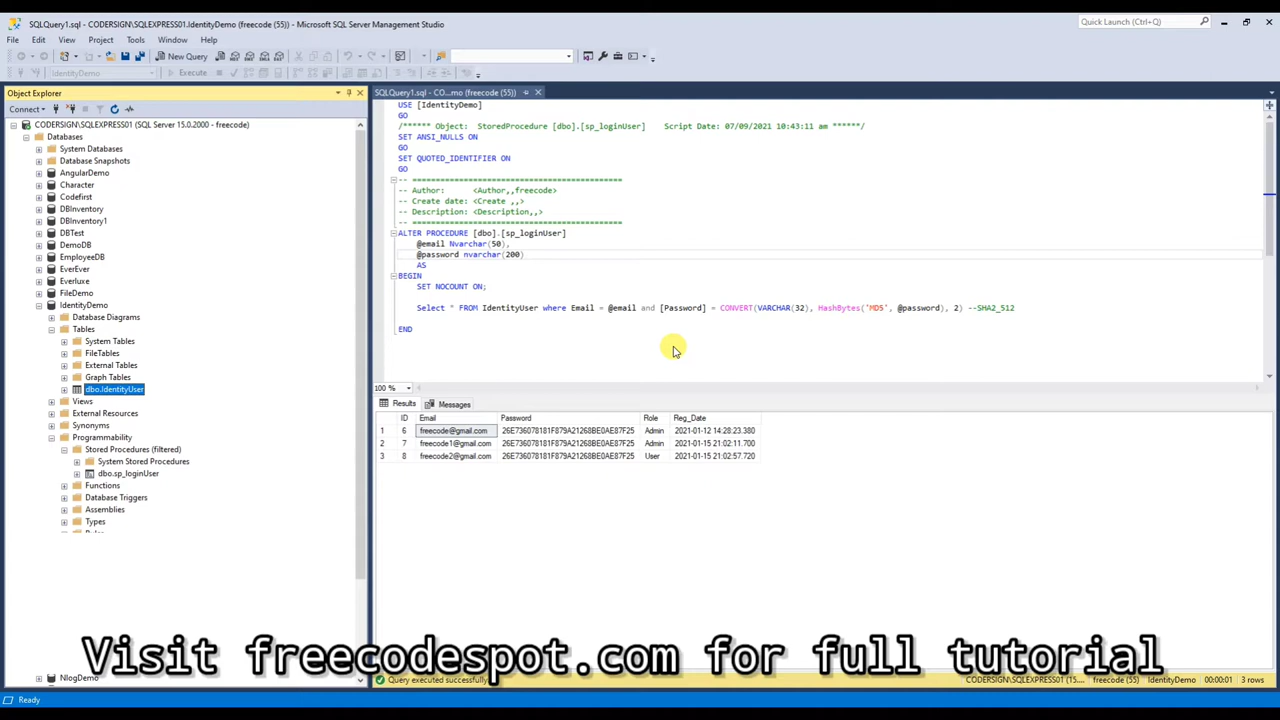 SQLQuery1.sql - CODERSIGN\SQLEXPRESS01.IdentityDemo (freecode (55)) - Microsoft SQL Server Management Studio
Quick Launch (Ctrl+Q)
File Edit View Project Tools Window Help
New Query
IdentityDemo Execute
Object Explorer
Connect
CODERSIGN\SQLEXPRESS01 (SQL Server 15.0.2000 - freecode)
Databases
System Databases
Database Snapshots
AngularDemo
Character
Codefirst
DBInventory
DBInventory1
DBTest
DemoDB
EmployeeDB
EverEver
Everluxe
FileDemo
IdentityDemo
Database Diagrams
Tables
System Tables
FileTables
External Tables
Graph Tables
dbo.IdentityUser
Views
External Resources
Synonyms
Programmability
Stored Procedures (filtered)
System Stored Procedures
dbo.sp_loginUser
Functions
Database Triggers
Assemblies
Types
NlogDemo
SQLQuery1.sql - CO...mo (freecode (55))
USE [IdentityDemo]
GO
/****** Object: StoredProcedure [dbo].[sp_loginUser] Script Date: 07/09/2021 10:43:11 am ******/
SET ANSI_NULLS ON
GO
SET QUOTED_IDENTIFIER ON
GO
-- =============================================
-- Author: <Author,,freecode>
-- Create date: <Create ,,>
-- Description: <Description,,>
-- =============================================
ALTER PROCEDURE [dbo].[sp_loginUser]
@email Nvarchar(50),
@password nvarchar(200)
AS
BEGIN
SET NOCOUNT ON;
Select * FROM IdentityUser where Email = @email and [Password] = CONVERT(VARCHAR(32), HashBytes('MD5', @password), 2) --SHA2_512
END
100 %
Results Messages
ID Email Password Role Reg_Date
1 6 freecode@gmail.com 26E736078181F879A21268BE0AE87F25 Admin 2021-01-12 14:28:23.380
2 7 freecode1@gmail.com 26E736078181F879A21268BE0AE87F25 Admin 2021-01-15 21:02:11.700
3 8 freecode2@gmail.com 26E736078181F879A21268BE0AE87F25 User 2021-01-15 21:02:57.720
Visit freecodespot.com for full tutorial
Query executed successfully. CODERSIGN\SQLEXPRESS01 (15.... freecode (55) IdentityDemo 00:00:01 3 rows
Ready